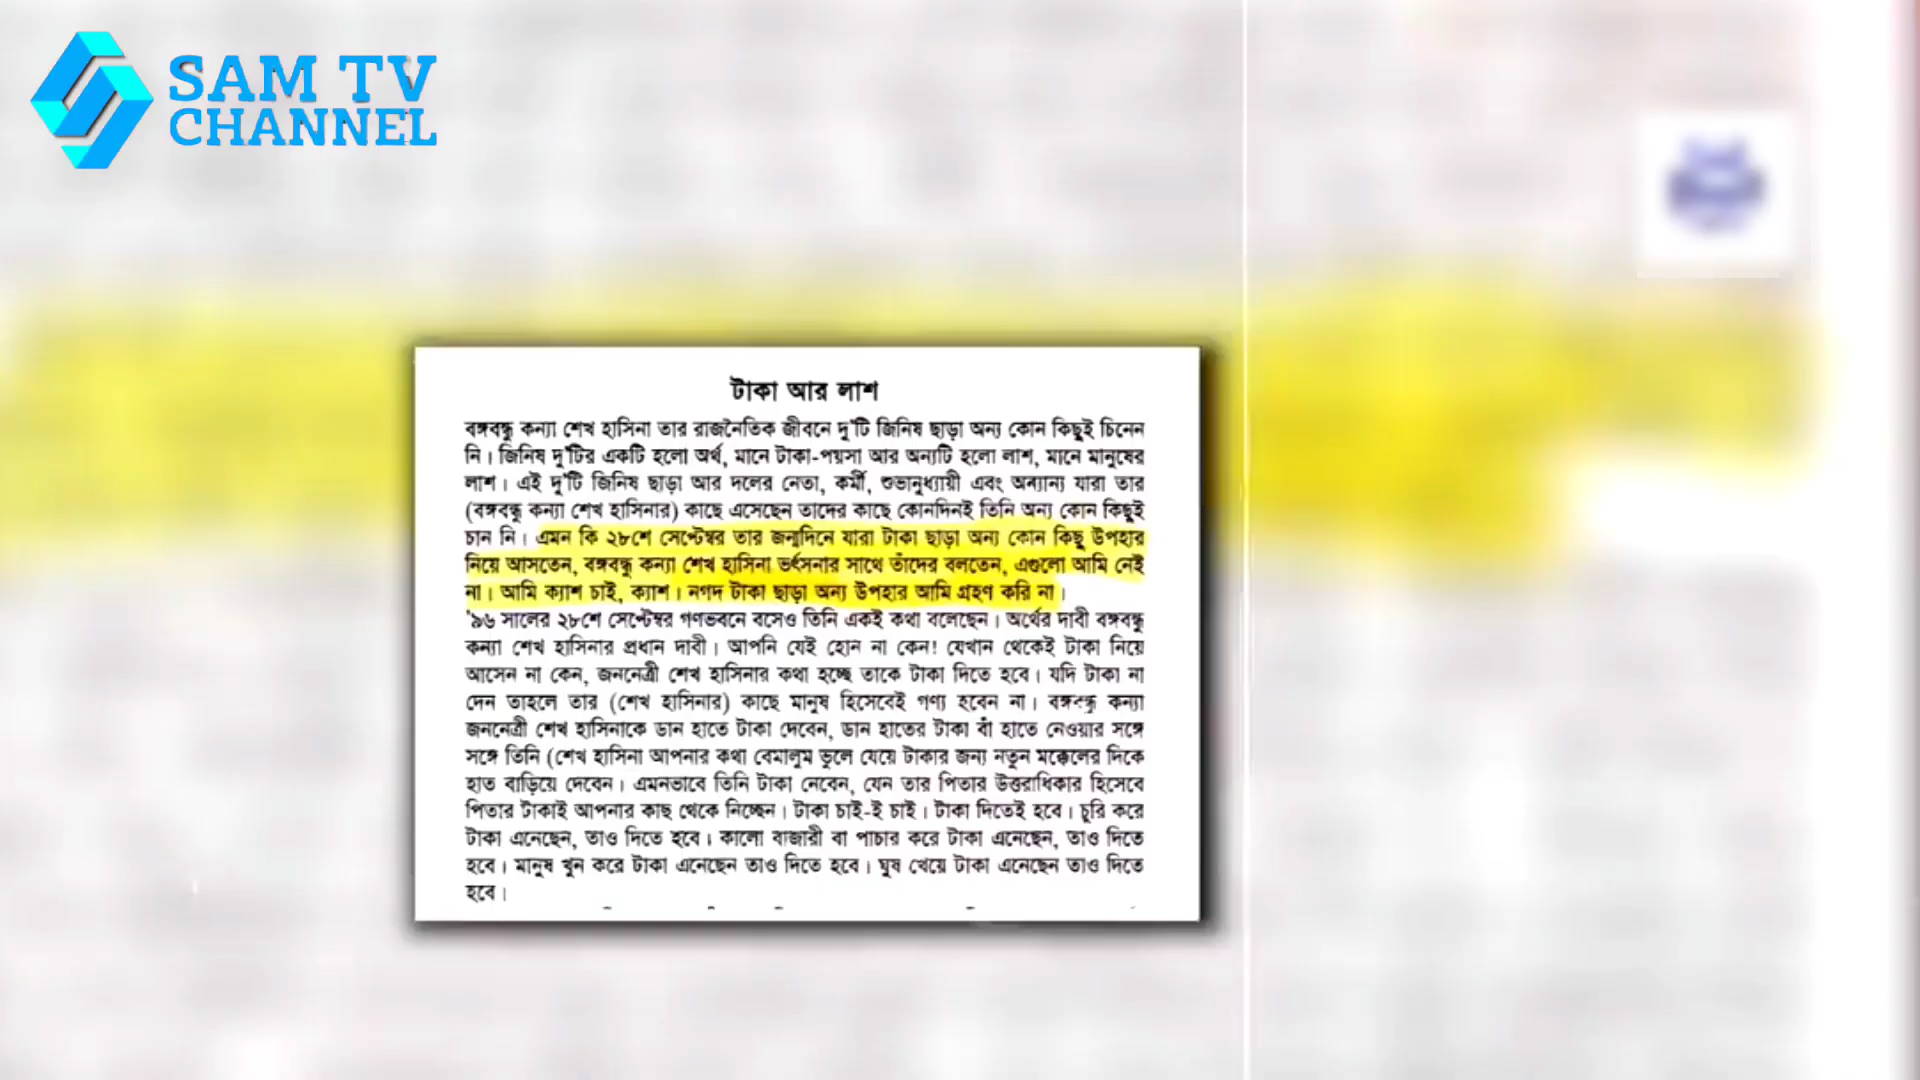 SAM TV
CHANNEL
টাকা আর লাশ
বঙ্গবন্ধু কন্যা শেখ হাসিনা তার রাজনৈতিক জীবনে দু'টি জিনিষ ছাড়া অন্য কোন কিছুই চিনেন
নি। জিনিষ দু'টির একটি হলো অর্থ, মানে টাকা-পয়সা আর অন্যটি হলো লাশ, মানে মানুষের
লাশ। এই দু'টি জিনিষ ছাড়া আর দলের নেতা, কর্মী, শুভানুধ্যায়ী এবং অন্যান্য যারা তার
(বঙ্গবন্ধু কন্যা শেখ হাসিনার) কাছে এসেছেন তাদের কাছে কোনদিনই তিনি অন্য কোন কিছুই
চান নি। এমন কি ২৮শে সেপ্টেম্বর তার জন্মদিনে যারা টাকা ছাড়া অন্য কোন কিছু উপহার
নিয়ে আসতেন, বঙ্গবন্ধু কন্যা শেখ হাসিনা ভর্ৎসনার সাথে তাঁদের বলতেন, এগুলো আমি নেই
না। আমি ক্যাশ চাই, ক্যাশ। নগদ টাকা ছাড়া অন্য উপহার আমি গ্রহণ করি না।
'৯৬ সালের ২৮শে সেপ্টেম্বর গণভবনে বসেও তিনি একই কথা বলেছেন। অর্থের দাবী বঙ্গবন্ধু
কন্যা শেখ হাসিনার প্রধান দাবী। আপনি যেই হোন না কেন! যেখান থেকেই টাকা নিয়ে
আসেন না কেন, জননেত্রী শেখ হাসিনার কথা হচ্ছে তাকে টাকা দিতে হবে। যদি টাকা না
দেন তাহলে তার (শেখ হাসিনার) কাছে মানুষ হিসেবেই গণ্য হবেন না। বঙ্গবন্ধু কন্যা
জননেত্রী শেখ হাসিনাকে ডান হাতে টাকা দেবেন, ডান হাতের টাকা বাঁ হাতে নেওয়ার সঙ্গে
সঙ্গে তিনি (শেখ হাসিনা আপনার কথা বেমালুম ভুলে যেয়ে টাকার জন্য নতুন মক্কেলের দিকে
হাত বাড়িয়ে দেবেন। এমনভাবে তিনি টাকা নেবেন, যেন তার পিতার উত্তরাধিকার হিসেবে
পিতার টাকাই আপনার কাছ থেকে নিচ্ছেন। টাকা চাই-ই চাই। টাকা দিতেই হবে। চুরি করে
টাকা এনেছেন, তাও দিতে হবে। কালো বাজারী বা পাচার করে টাকা এনেছেন, তাও দিতে
হবে। মানুষ খুন করে টাকা এনেছেন তাও দিতে হবে। ঘুষ খেয়ে টাকা এনেছেন তাও দিতে
হবে।